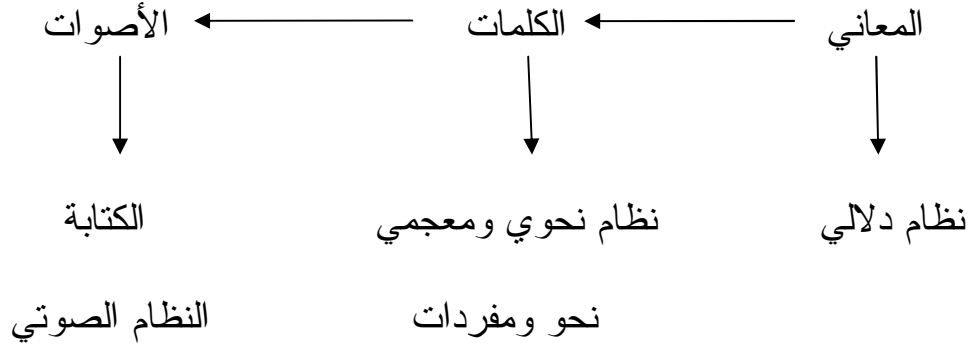 المعاني الكلمات الأصوات
نظام دلالي نظام نحوي ومعجمي الكتابة
نحو ومفردات النظام الصوتي